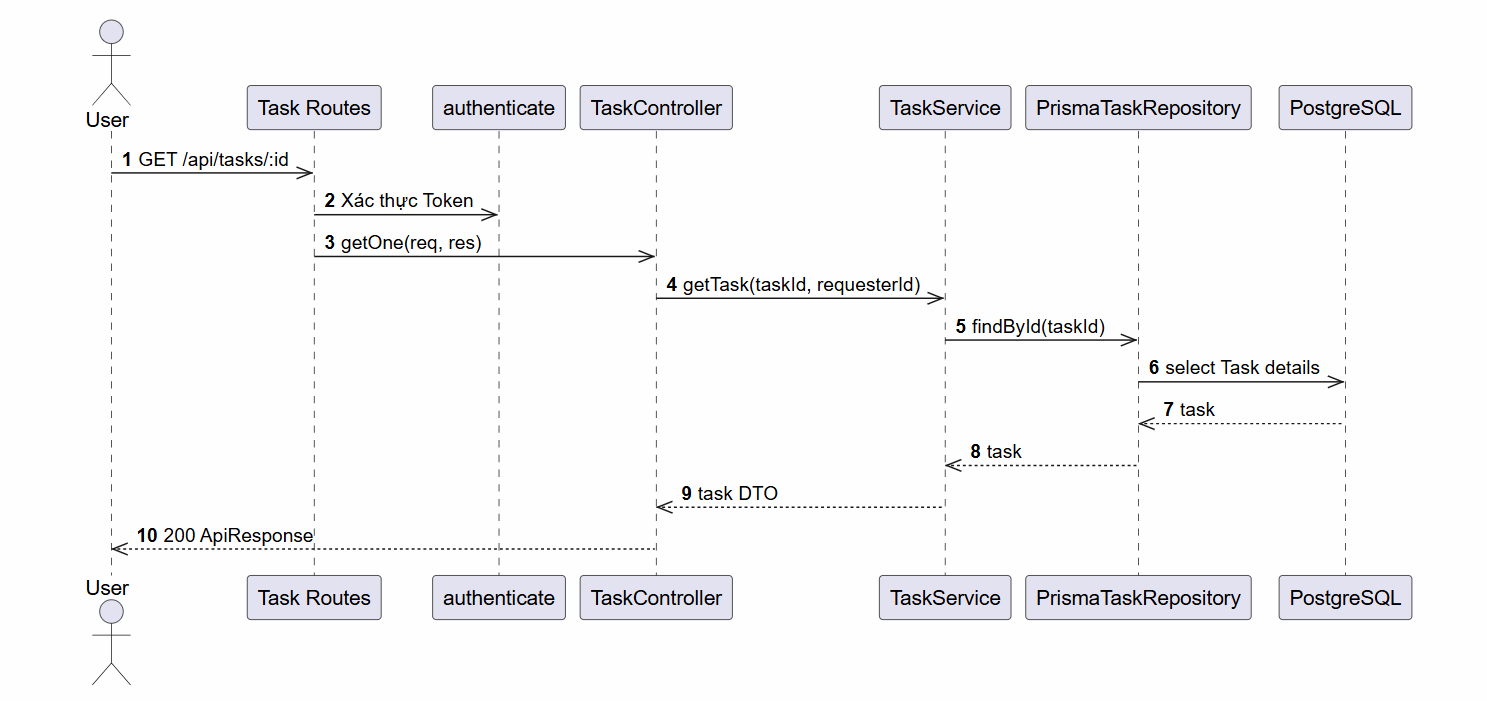 User
Task Routes
authenticate
TaskController
TaskService
PrismaTaskRepository
PostgreSQL
1 GET /api/tasks/:id
2 Xác thực Token
3 getOne(req, res)
4 getTask(taskId, requesterId)
5 findById(taskId)
6 select Task details
7 task
8 task
9 task DTO
10 200 ApiResponse
User
Task Routes
authenticate
TaskController
TaskService
PrismaTaskRepository
PostgreSQL